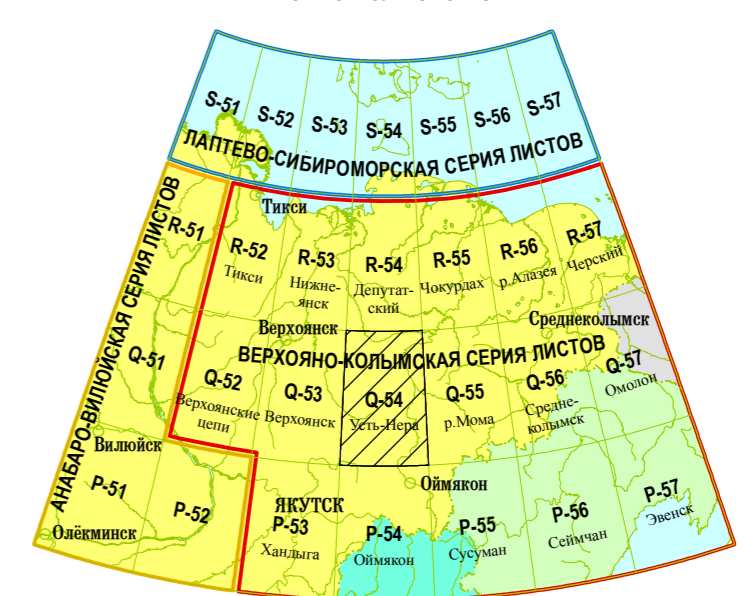 S-51 S-52 S-53 S-54 S-55 S-56 S-57
ЛАПТЕВО-СИБИРОМОРСКАЯ СЕРИЯ ЛИСТОВ
АНАБАРО-ВИЛЮЙСКАЯ СЕРИЯ ЛИСТОВ
Тикси
R-51
R-52
Тикси
R-53
Нижне-
янск
R-54
Депутат-
ский
R-55
Чокурдах
R-56
р.Алазея
R-57
Черский
Верхоянск
Среднеколымск
ВЕРХОЯНО-КОЛЫМСКАЯ СЕРИЯ ЛИСТОВ
Q-51
Q-52
Верхоянские
цепи
Q-53
Верхоянск
Q-54
Усть-Нера
Q-55
р.Мома
Q-56
Средне-
колымск
Q-57
Омолон
Вилюйск
Оймякон
P-51
P-52
Олёкминск
ЯКУТСК
P-53
Хандыга
P-54
Оймякон
P-55
Сусуман
P-56
Сеймчан
P-57
Эвенск